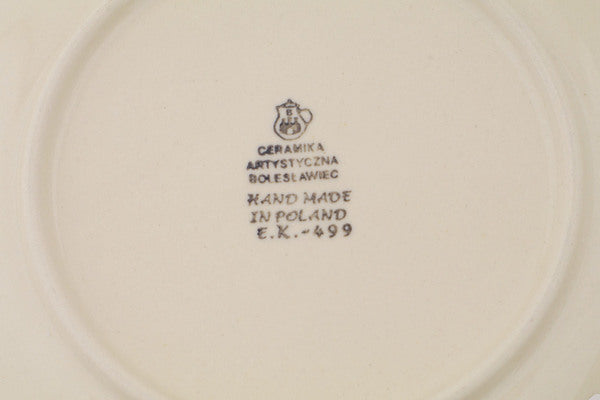 B
CERAMIKA
ARTYSTYCZNA
BOLESŁAWIEC
HAND MADE
IN POLAND
E.K.-499